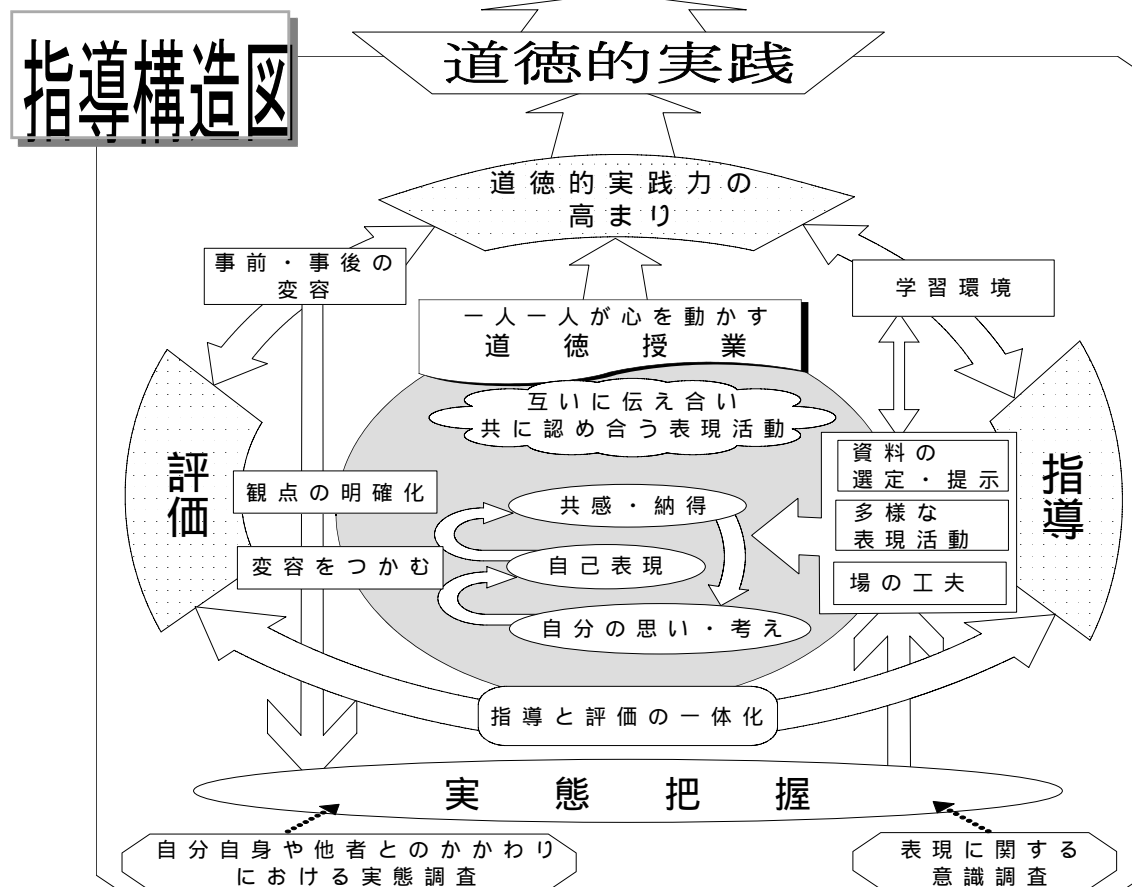 指導構造図
道徳的実践
道徳的実践力の
高まり
事前・事後の
変容
学習環境
一人一人が心を動かす
道徳授業
互いに伝え合い
共に認め合う表現活動
資料の
選定・提示
評価
観点の明確化
共感・納得
多様な
表現活動
指導
変容をつかむ
自己表現
場の工夫
自分の思い・考え
指導と評価の一体化
実態把握
自分自身や他者とのかかわり
における実態調査
表現に関する
意識調査